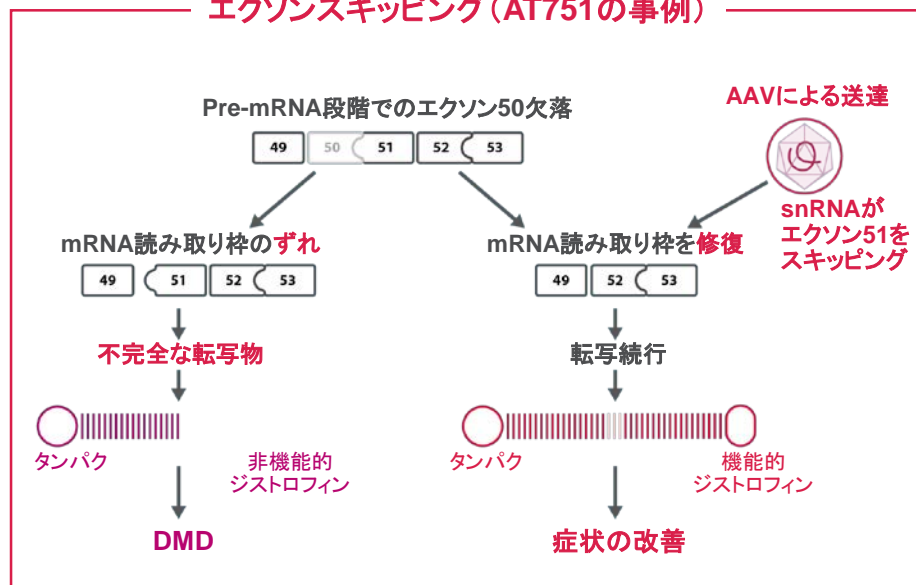 エクソンスキッピング（AT751の事例）
Pre-mRNA段階でのエクソン50欠落
49 50 51 52 53
AAVによる送達
snRNAが
エクソン51を
スキッピング
mRNA読み取り枠のずれ
49 51 52 53
mRNA読み取り枠を修復
49 52 53
不完全な転写物
転写続行
タンパク
非機能的
ジストロフィン
タンパク
機能的
ジストロフィン
DMD
症状の改善